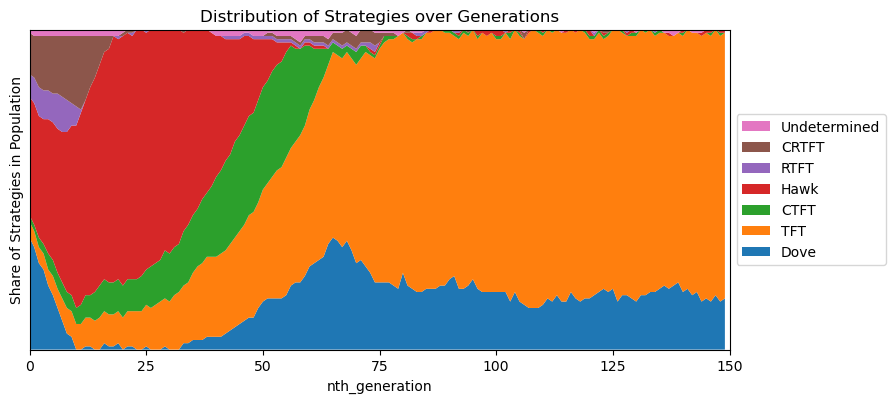 Distribution of Strategies over Generations
Share of Strategies in Population
Undetermined
CRTFT
RTFT
Hawk
CTFT
TFT
Dove
0 25 50 75 100 125 150
nth_generation